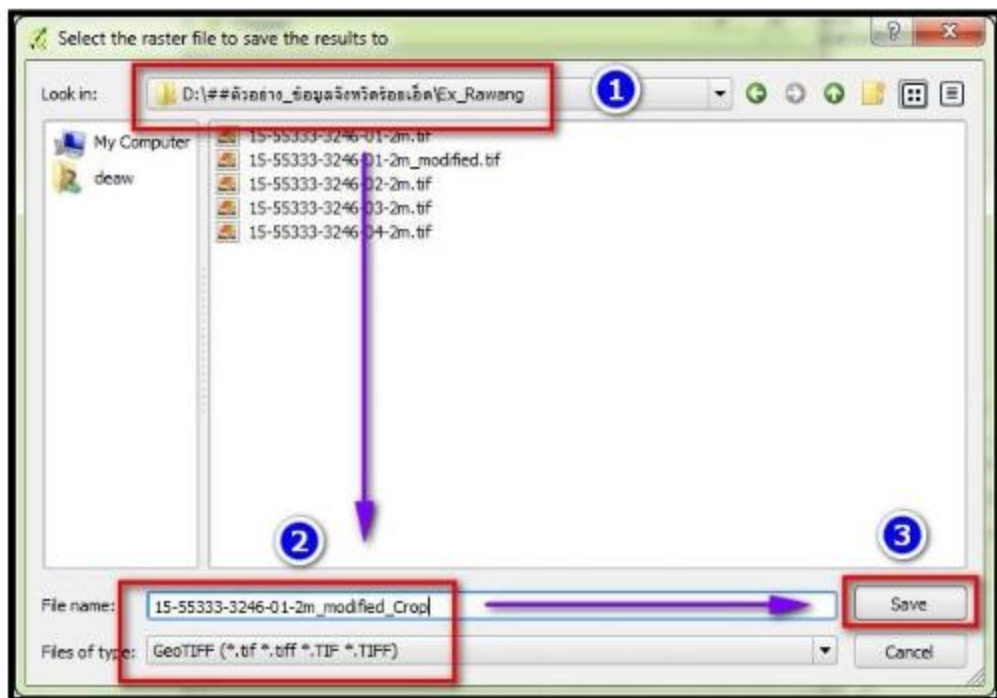 Select the raster file to save the results to
Look in: D:\##ตัวอย่าง_ข้อมูลจังหวัดร้อยเอ็ด\Ex_Rawang
1
My Computer
deaw
15-55333-3246-01-2m.tif
15-55333-3246-01-2m_modified.tif
15-55333-3246-02-2m.tif
15-55333-3246-03-2m.tif
15-55333-3246-04-2m.tif
2
3
File name: 15-55333-3246-01-2m_modified_Crop Save
Files of type: GeoTIFF (*.tif *.tiff *.TIF *.TIFF) Cancel